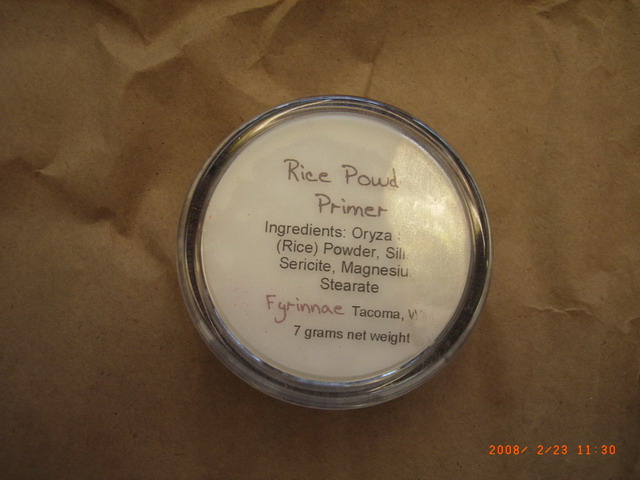 Rice Powd
Primer
Ingredients: Oryza
(Rice) Powder, Sili
Sericite, Magnesiu
Stearate
Fyrinnae Tacoma, W
7 grams net weight
2008/ 2/23 11:30